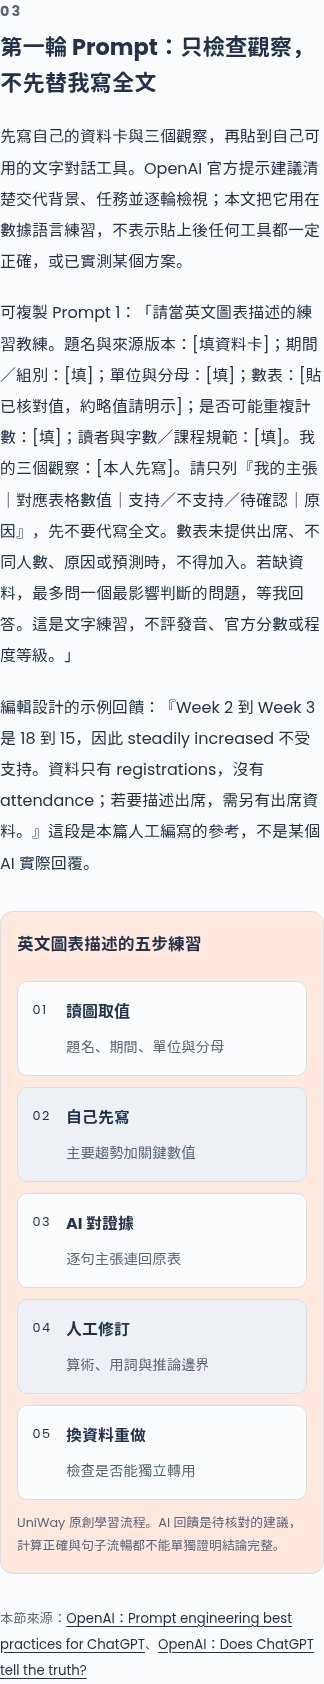 03
第一輪 Prompt：只檢查觀察，
不先替我寫全文
先寫自己的資料卡與三個觀察，再貼到自己可
用的文字對話工具。OpenAI 官方提示建議清
楚交代背景、任務並逐輪檢視；本文把它用在
數據語言練習，不表示貼上後任何工具都一定
正確，或已實測某個方案。
可複製 Prompt 1：「請當英文圖表描述的練
習教練。題名與來源版本：[填資料卡]；期間
／組別：[填]；單位與分母：[填]；數表：[貼
已核對值，約略值請明示]；是否可能重複計
數：[填]；讀者與字數／課程規範：[填]。我
的三個觀察：[本人先寫]。請只列『我的主張
｜對應表格數值｜支持／不支持／待確認｜原
因』，先不要代寫全文。數表未提供出席、不
同人數、原因或預測時，不得加入。若缺資
料，最多問一個最影響判斷的問題，等我回
答。這是文字練習，不評發音、官方分數或程
度等級。」
編輯設計的示例回饋：『Week 2 到 Week 3
是 18 到 15，因此 steadily increased 不受
支持。資料只有 registrations，沒有
attendance；若要描述出席，需另有出席資
料。』這段是本篇人工編寫的參考，不是某個
AI 實際回覆。
英文圖表描述的五步練習
01 讀圖取值
題名、期間、單位與分母
02 自己先寫
主要趨勢加關鍵數值
03 AI 對證據
逐句主張連回原表
04 人工修訂
算術、用詞與推論邊界
05 換資料重做
檢查是否能獨立轉用
UniWay 原創學習流程。AI 回饋是待核對的建議，
計算正確與句子流暢都不能單獨證明結論完整。
本節來源：OpenAI：Prompt engineering best
practices for ChatGPT、OpenAI：Does ChatGPT
tell the truth?